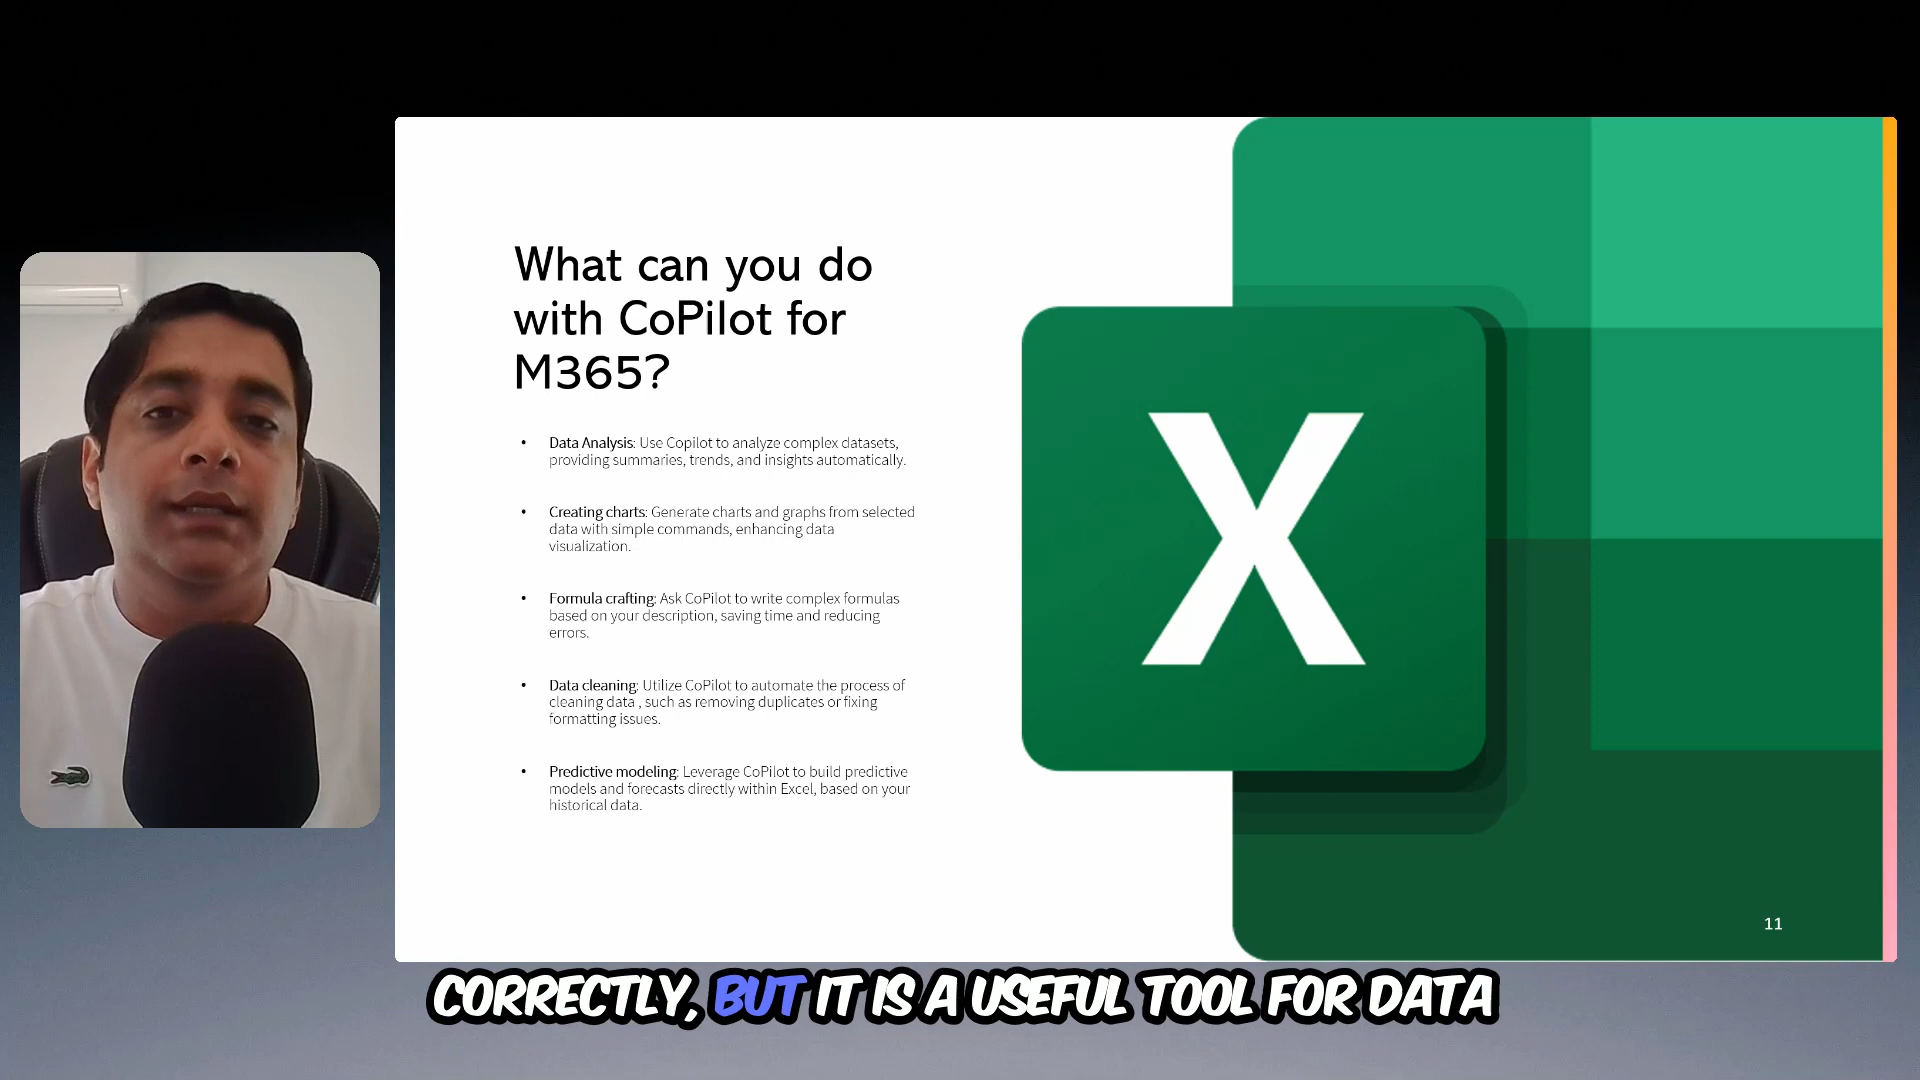 What can you do
with CoPilot for
M365?
• Data Analysis: Use Copilot to analyze complex datasets,
providing summaries, trends, and insights automatically.
• Creating charts: Generate charts and graphs from selected
data with simple commands, enhancing data
visualization.
• Formula crafting: Ask CoPilot to write complex formulas
based on your description, saving time and reducing
errors.
• Data cleaning: Utilize CoPilot to automate the process of
cleaning data , such as removing duplicates or fixing
formatting issues.
• Predictive modeling: Leverage CoPilot to build predictive
models and forecasts directly within Excel, based on your
historical data.
X
11
CORRECTLY, BUT IT IS A USEFUL TOOL FOR DATA